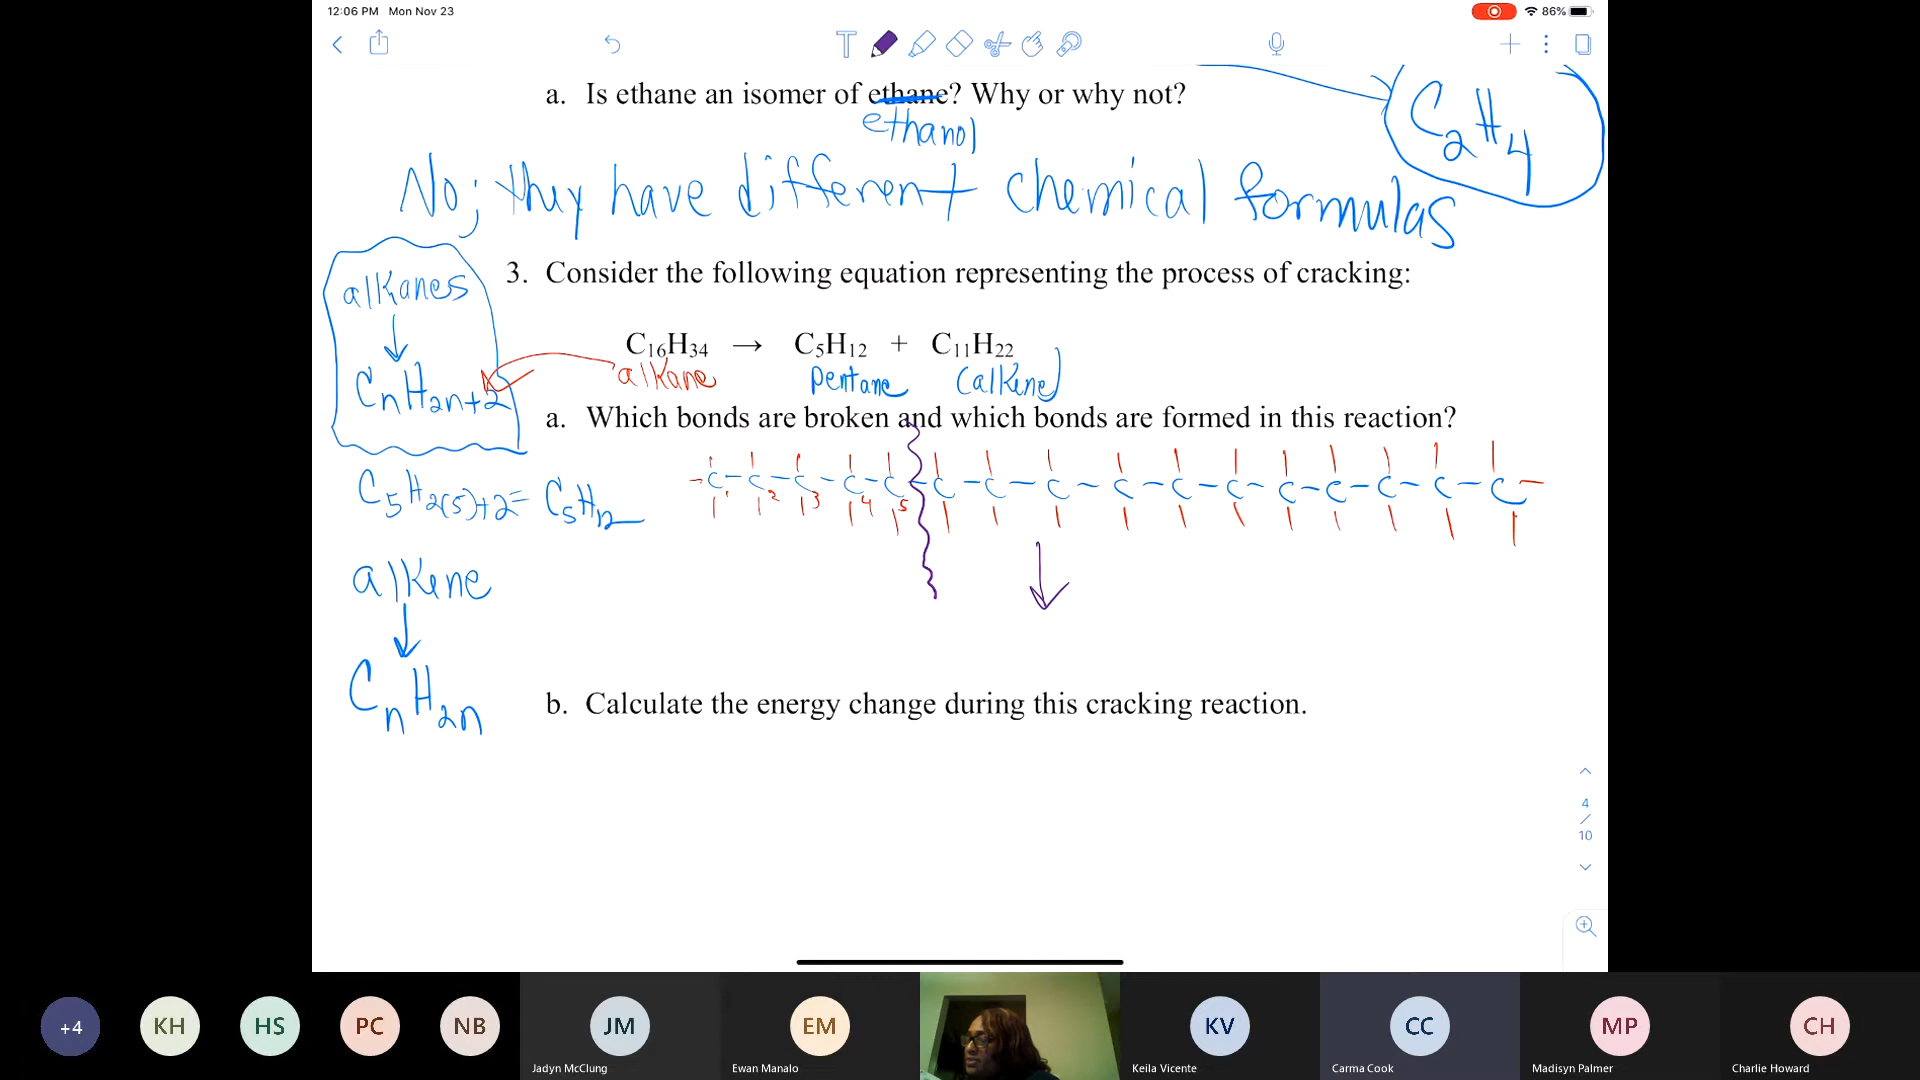 12:06 PM Mon Nov 23
86%
a. Is ethane an isomer of ethane? Why or why not?
ethanol
C2H4
No; they have different chemical formulas
alkanes
CnH2n+2
3. Consider the following equation representing the process of cracking:
C₁₆H₃₄ → C₅H₁₂ + C₁₁H₂₂
alkane pentane (alkene)
a. Which bonds are broken and which bonds are formed in this reaction?
C-C-C-C-C-C-C-C-C-C-C-C-C-C-C-C-
1 2 3 4 5
C5H2(5)+2= C5H12
alkene
CnH2n
b. Calculate the energy change during this cracking reaction.
4
/
10
+4 KH HS PC NB JM EM KV CC MP CH
Jadyn McClung Ewan Manalo Keila Vicente Carma Cook Madisyn Palmer Charlie Howard